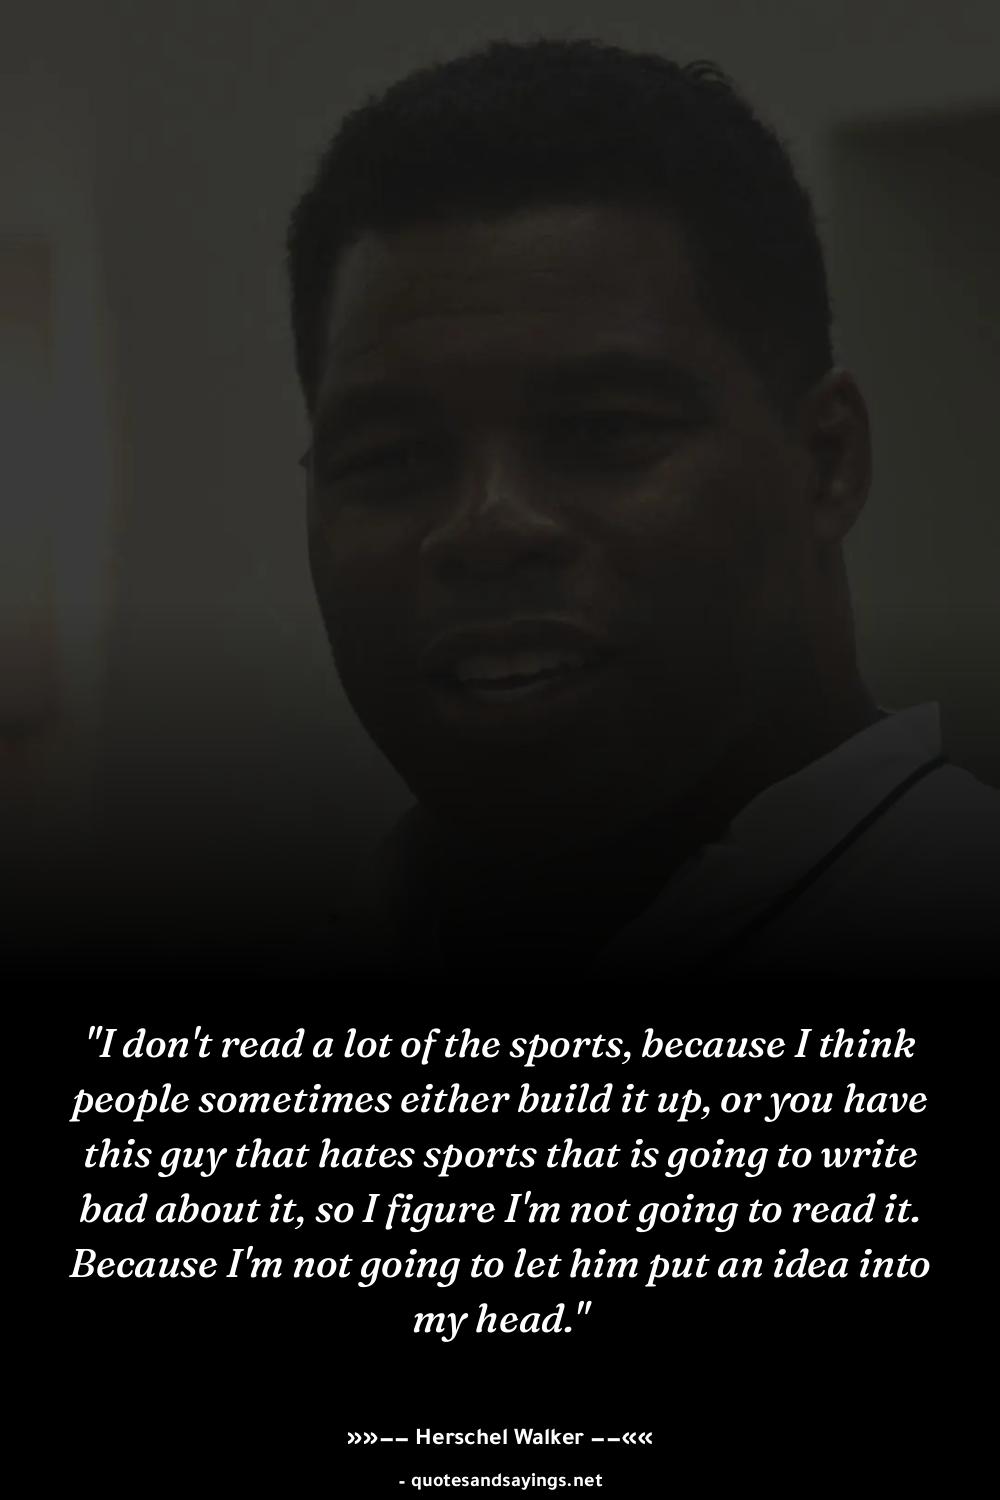 "I don't read a lot of the sports, because I think
people sometimes either build it up, or you have
this guy that hates sports that is going to write
bad about it, so I figure I'm not going to read it.
Because I'm not going to let him put an idea into
my head."
»»−− Herschel Walker −−««
- quotesandsayings.net